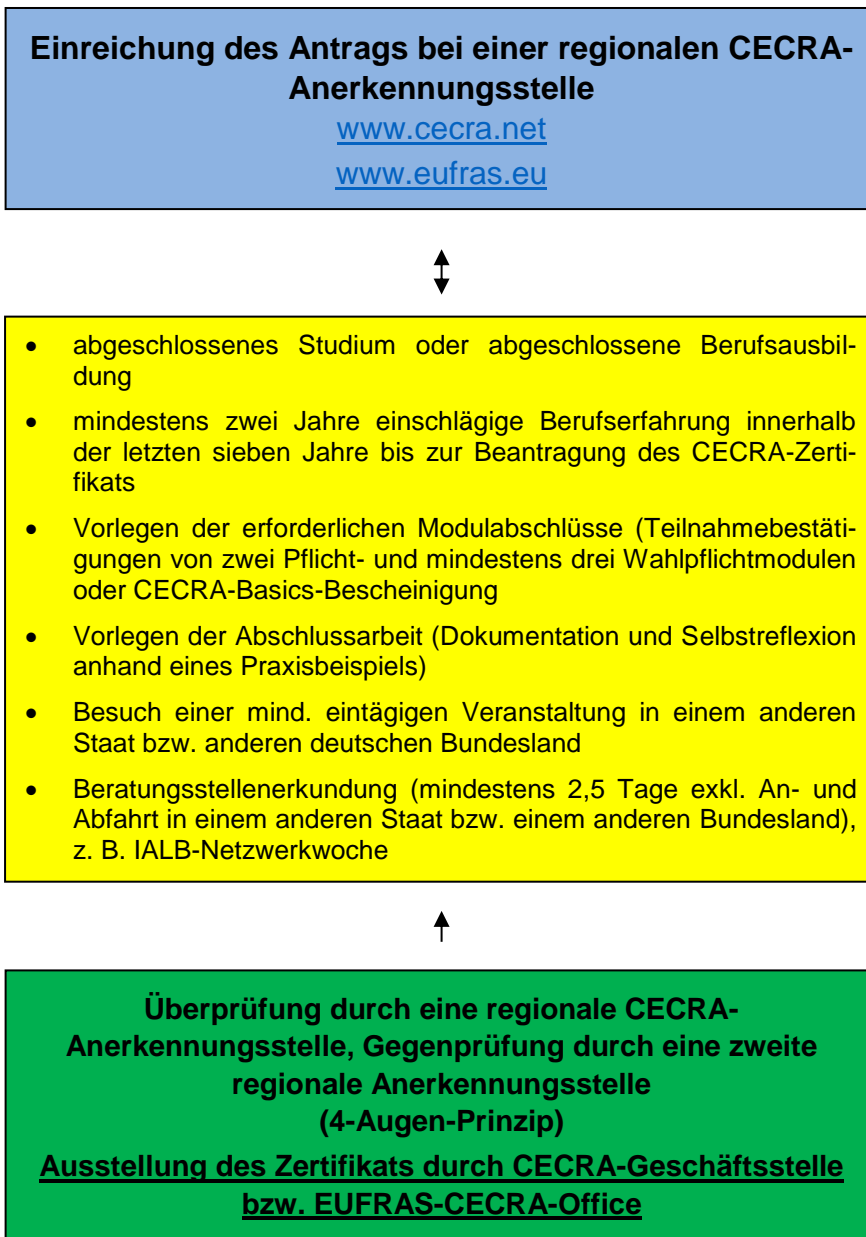 Einreichung des Antrags bei einer regionalen CECRA-
Anerkennungsstelle
www.cecra.net
www.eufras.eu
• abgeschlossenes Studium oder abgeschlossene Berufsausbil-
dung
• mindestens zwei Jahre einschlägige Berufserfahrung innerhalb
der letzten sieben Jahre bis zur Beantragung des CECRA-Zerti-
fikats
• Vorlegen der erforderlichen Modulabschlüsse (Teilnahmebestäti-
gungen von zwei Pflicht- und mindestens drei Wahlpflichtmodulen
oder CECRA-Basics-Bescheinigung
• Vorlegen der Abschlussarbeit (Dokumentation und Selbstreflexion
anhand eines Praxisbeispiels)
• Besuch einer mind. eintägigen Veranstaltung in einem anderen
Staat bzw. anderen deutschen Bundesland
• Beratungsstellenerkundung (mindestens 2,5 Tage exkl. An- und
Abfahrt in einem anderen Staat bzw. einem anderen Bundesland),
z. B. IALB-Netzwerkwoche
Überprüfung durch eine regionale CECRA-
Anerkennungsstelle, Gegenprüfung durch eine zweite
regionale Anerkennungsstelle
(4-Augen-Prinzip)
Ausstellung des Zertifikats durch CECRA-Geschäftsstelle
bzw. EUFRAS-CECRA-Office